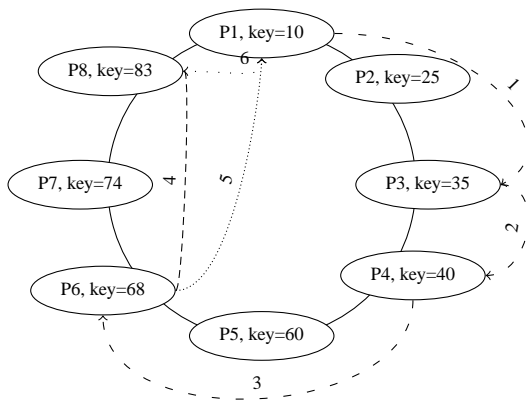 P1, key=10
6
P8, key=83
P2, key=25
1
P7, key=74
4
5
P3, key=35
2
P6, key=68
P4, key=40
P5, key=60
3